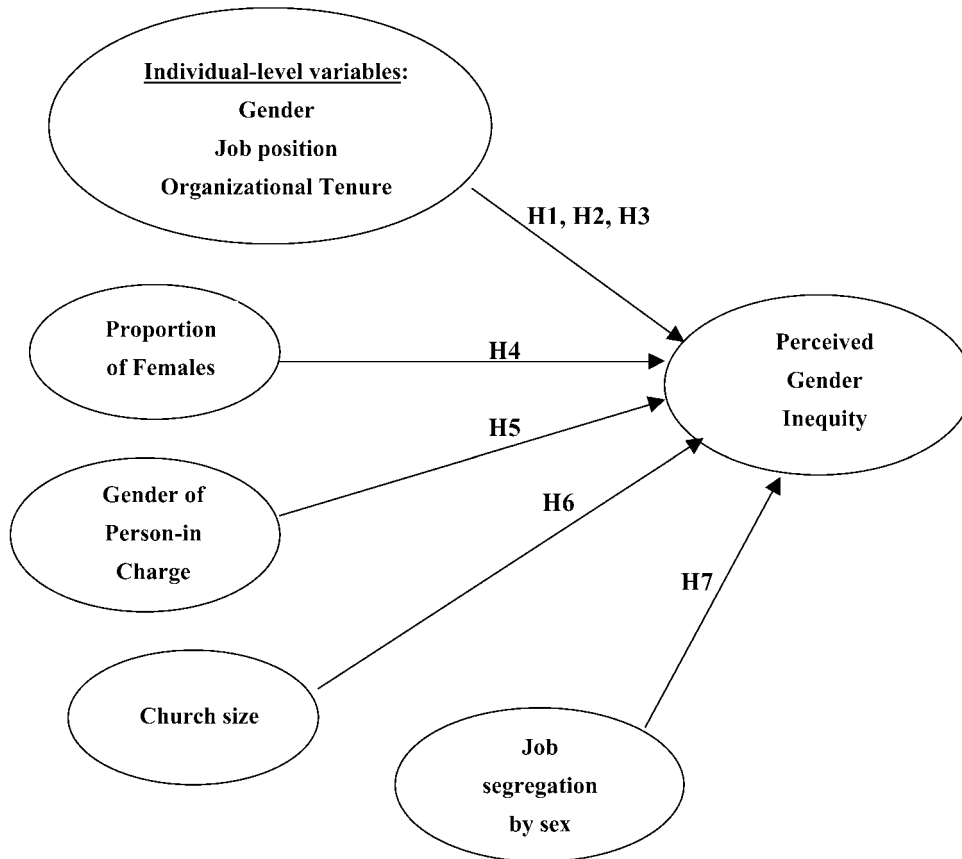 Individual-level variables:
Gender
Job position
Organizational Tenure
H1, H2, H3
Proportion
of Females
H4
Perceived
Gender
Inequity
H5
Gender of
Person-in
Charge
H6
H7
Church size
Job
segregation
by sex